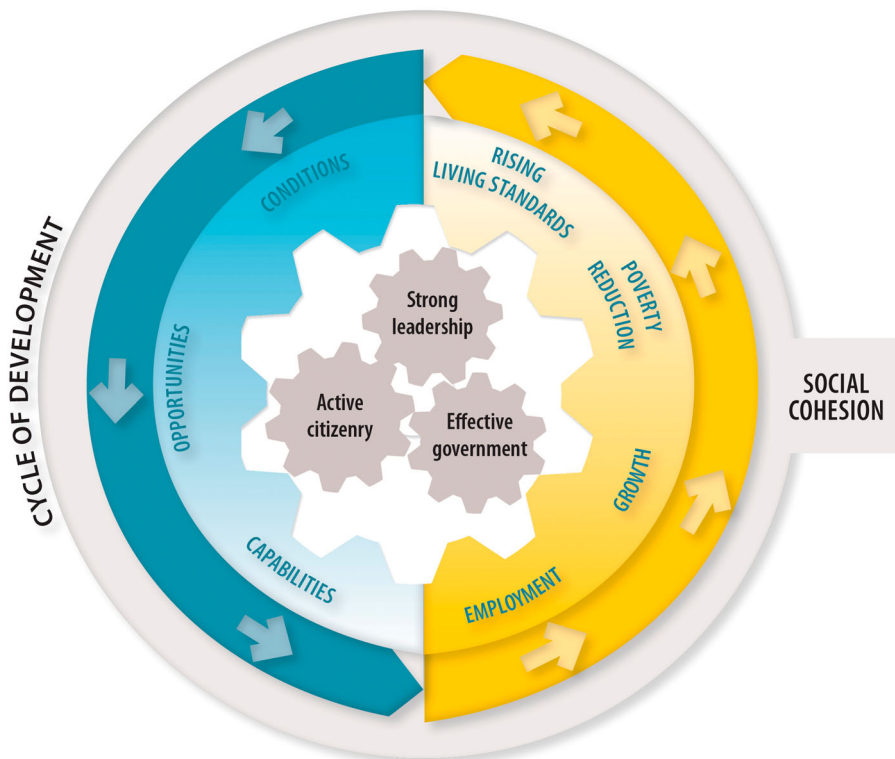 CYCLE OF DEVELOPMENT
CONDITIONS
OPPORTUNITIES
CAPABILITIES
RISING
LIVING STANDARDS
POVERTY
REDUCTION
GROWTH
EMPLOYMENT
Strong
leadership
Active
citizenry
Effective
government
SOCIAL
COHESION